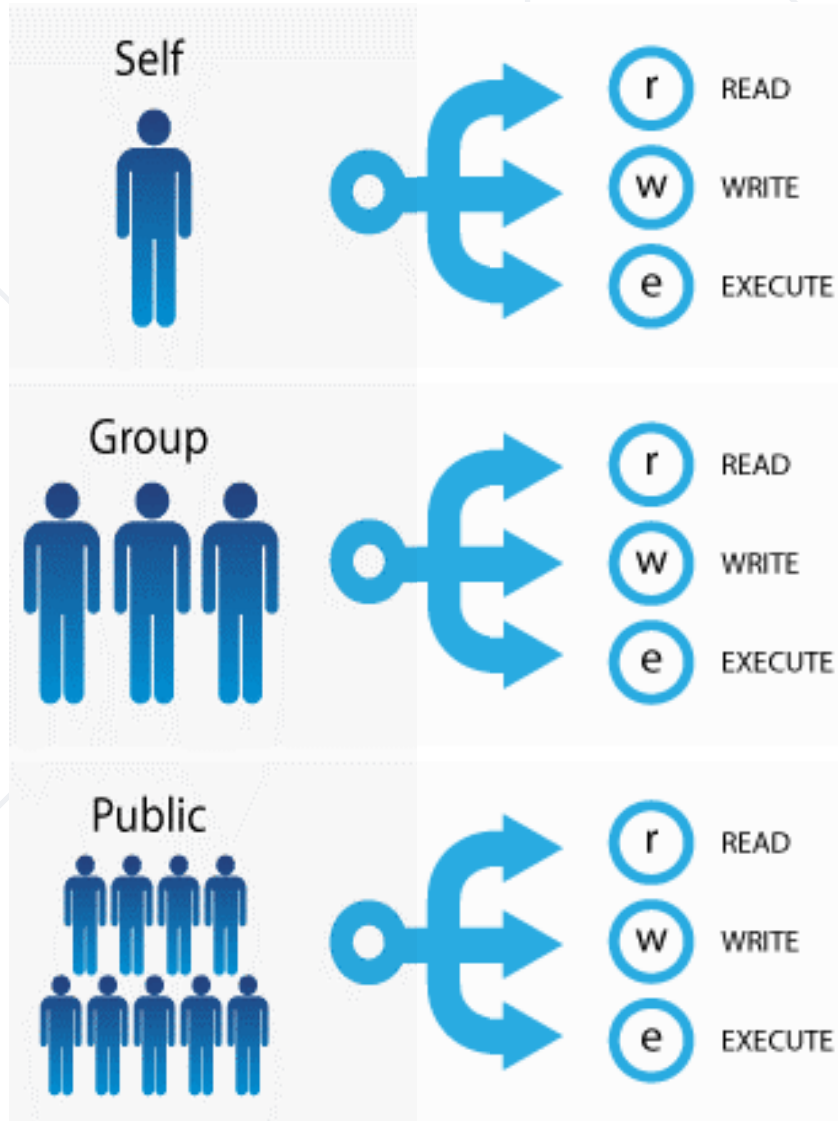 Self
r READ
w WRITE
e EXECUTE
Group
r READ
w WRITE
e EXECUTE
Public
r READ
w WRITE
e EXECUTE